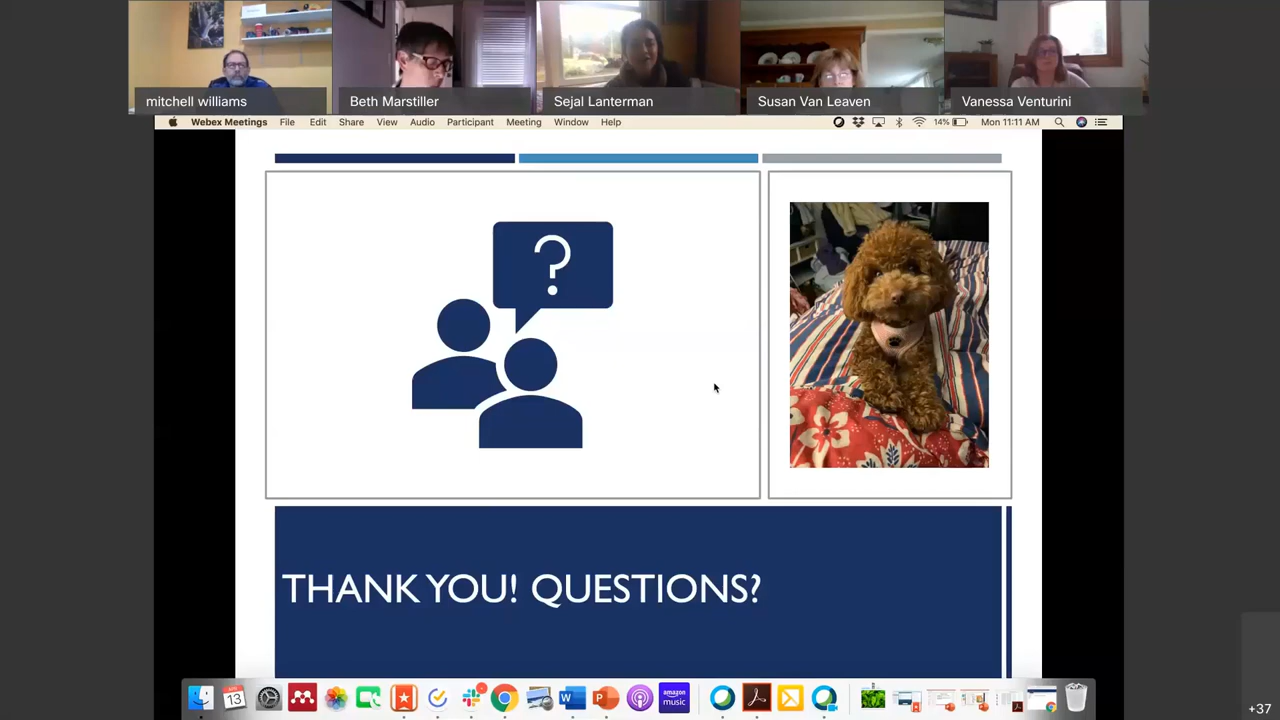 mitchell williams
Beth Marstiller
Sejal Lanterman
Susan Van Leaven
Vanessa Venturini
Webex Meetings File Edit Share View Audio Participant Meeting Window Help 14% Mon 11:11 AM
?
THANK YOU! QUESTIONS?
13
amazon music
+37